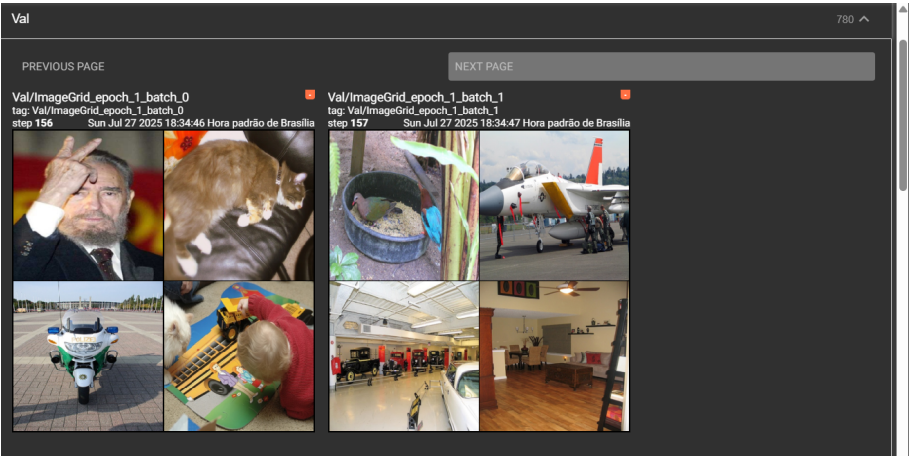 Val
780
PREVIOUS PAGE
NEXT PAGE
Val/ImageGrid_epoch_1_batch_0
tag: Val/ImageGrid_epoch_1_batch_0
step 156 Sun Jul 27 2025 18:34:46 Hora padrão de Brasília
Val/ImageGrid_epoch_1_batch_1
tag: Val/ImageGrid_epoch_1_batch_1
step 157 Sun Jul 27 2025 18:34:47 Hora padrão de Brasília